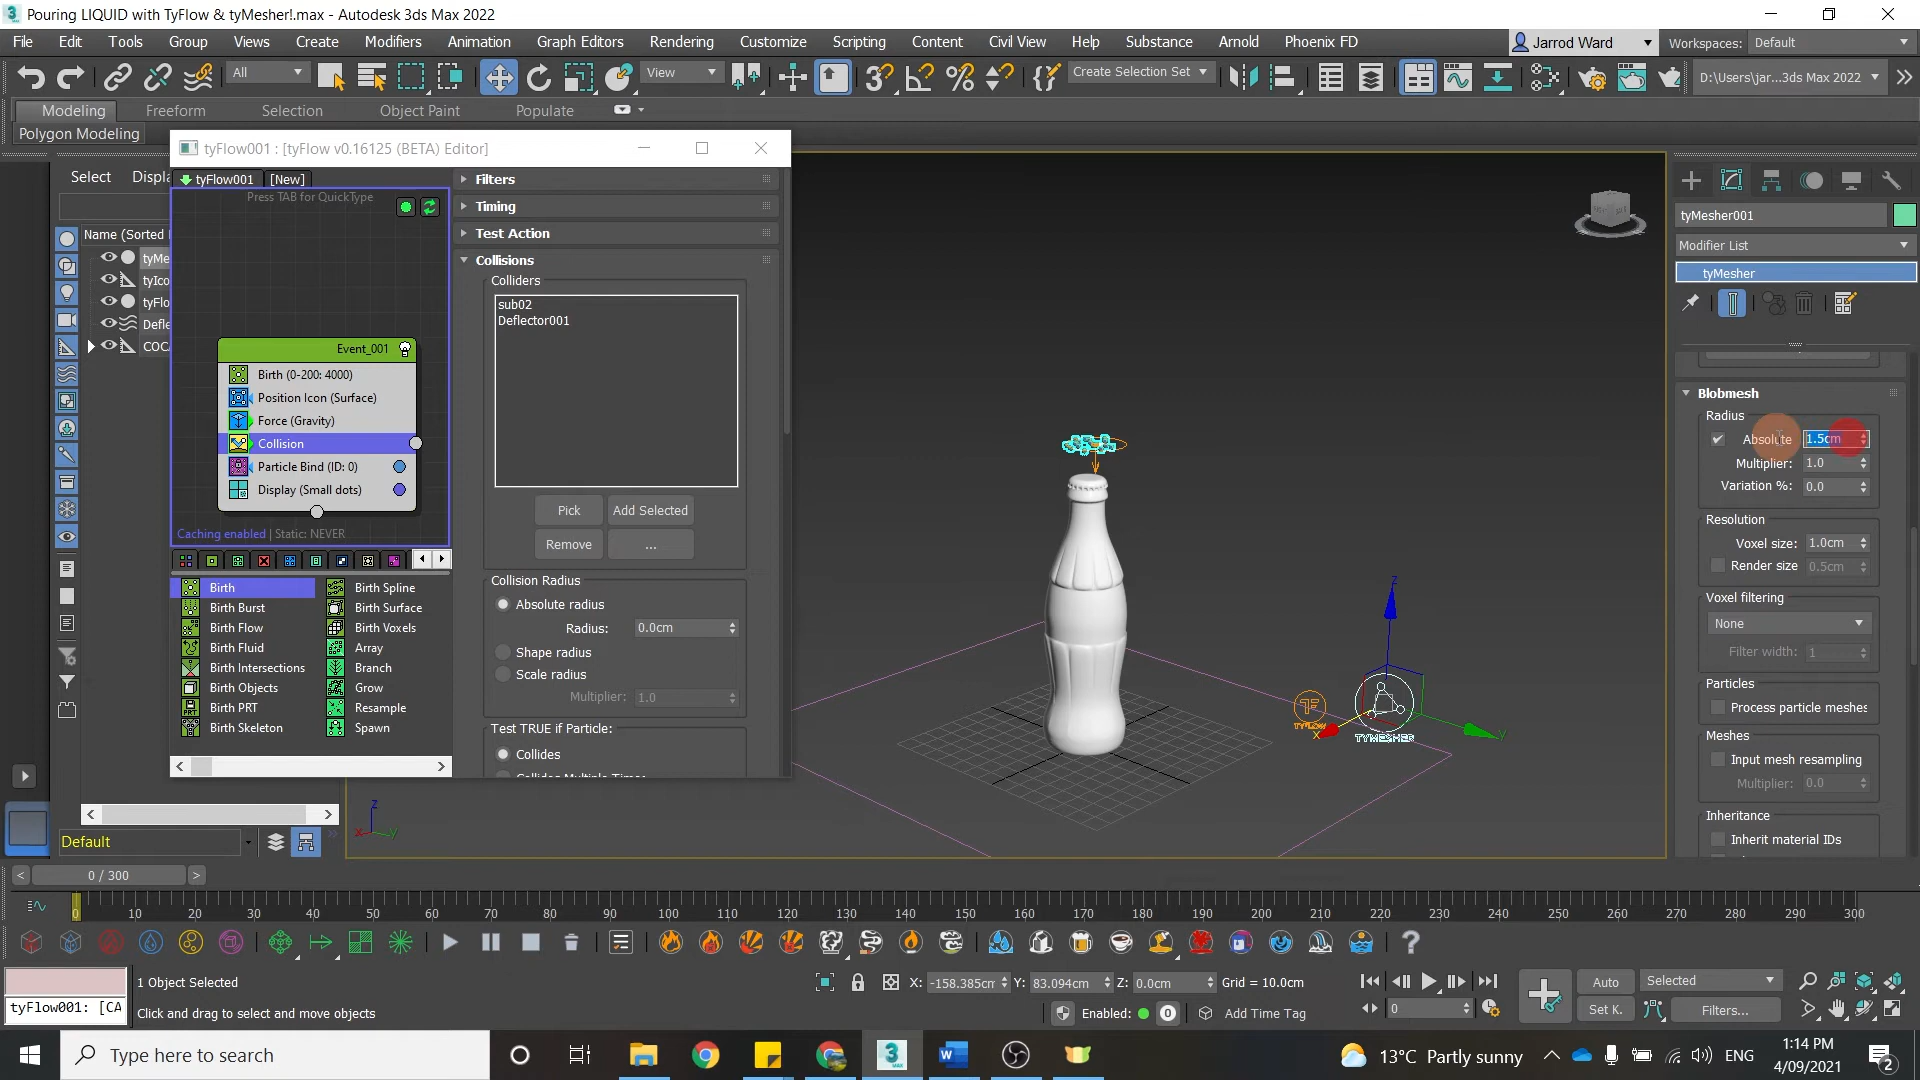 Pouring LIQUID with TyFlow & tyMesher!.max - Autodesk 3ds Max 2022
File Edit Tools Group Views Create Modifiers Animation Graph Editors Rendering Customize Scripting Content Civil View Help Substance Arnold Phoenix FD
Jarrod Ward Workspaces: Default
All View Create Selection Set D:\Users\jar...3ds Max 2022
Modeling Freeform Selection Object Paint Populate
Polygon Modeling
tyFlow001 : [tyFlow v0.16125 (BETA) Editor]
Select
tyFlow001 [New]
Press TAB for QuickType
Name (Sorted
tyMe
tyIco
tyFlo
Defle
COCA
Event_001
Birth (0-200: 4000)
Position Icon (Surface)
Force (Gravity)
Collision
Particle Bind (ID: 0)
Display (Small dots)
Caching enabled | Static: NEVER
Birth Birth Spline
Birth Burst Birth Surface
Birth Flow Birth Voxels
Birth Fluid Array
Birth Intersections Branch
Birth Objects Grow
Birth PRT Resample
Birth Skeleton Spawn
Filters
Timing
Test Action
Collisions
Colliders
sub02
Deflector001
Pick Add Selected
Remove ...
Collision Radius
Absolute radius
Radius: 0.0cm
Shape radius
Scale radius
Multiplier: 1.0
Test TRUE if Particle:
Collides
TYMESHER
z
y
x
z
x y
tyMesher001
Modifier List
tyMesher
Blobmesh
Radius
Absolute 1.5cm
Multiplier: 1.0
Variation %: 0.0
Resolution
Voxel size: 1.0cm
Render size 0.5cm
Voxel filtering
None
Filter width: 1
Particles
Process particle meshes
Meshes
Input mesh resampling
Multiplier: 0.0
Inheritance
Inherit material IDs
Default
< 0 / 300 >
0 10 20 30 40 50 60 70 80 90 100 110 120 130 140 150 160 170 180 190 200 210 220 230 240 250 260 270 280 290 300
1 Object Selected
X: -158.385cm Y: 83.094cm Z: 0.0cm Grid = 10.0cm
Auto Selected
tyFlow001: [CA
Click and drag to select and move objects
Enabled: 0 Add Time Tag
0
Set K. Filters...
Type here to search
13°C Partly sunny
ENG
1:14 PM
4/09/2021
2